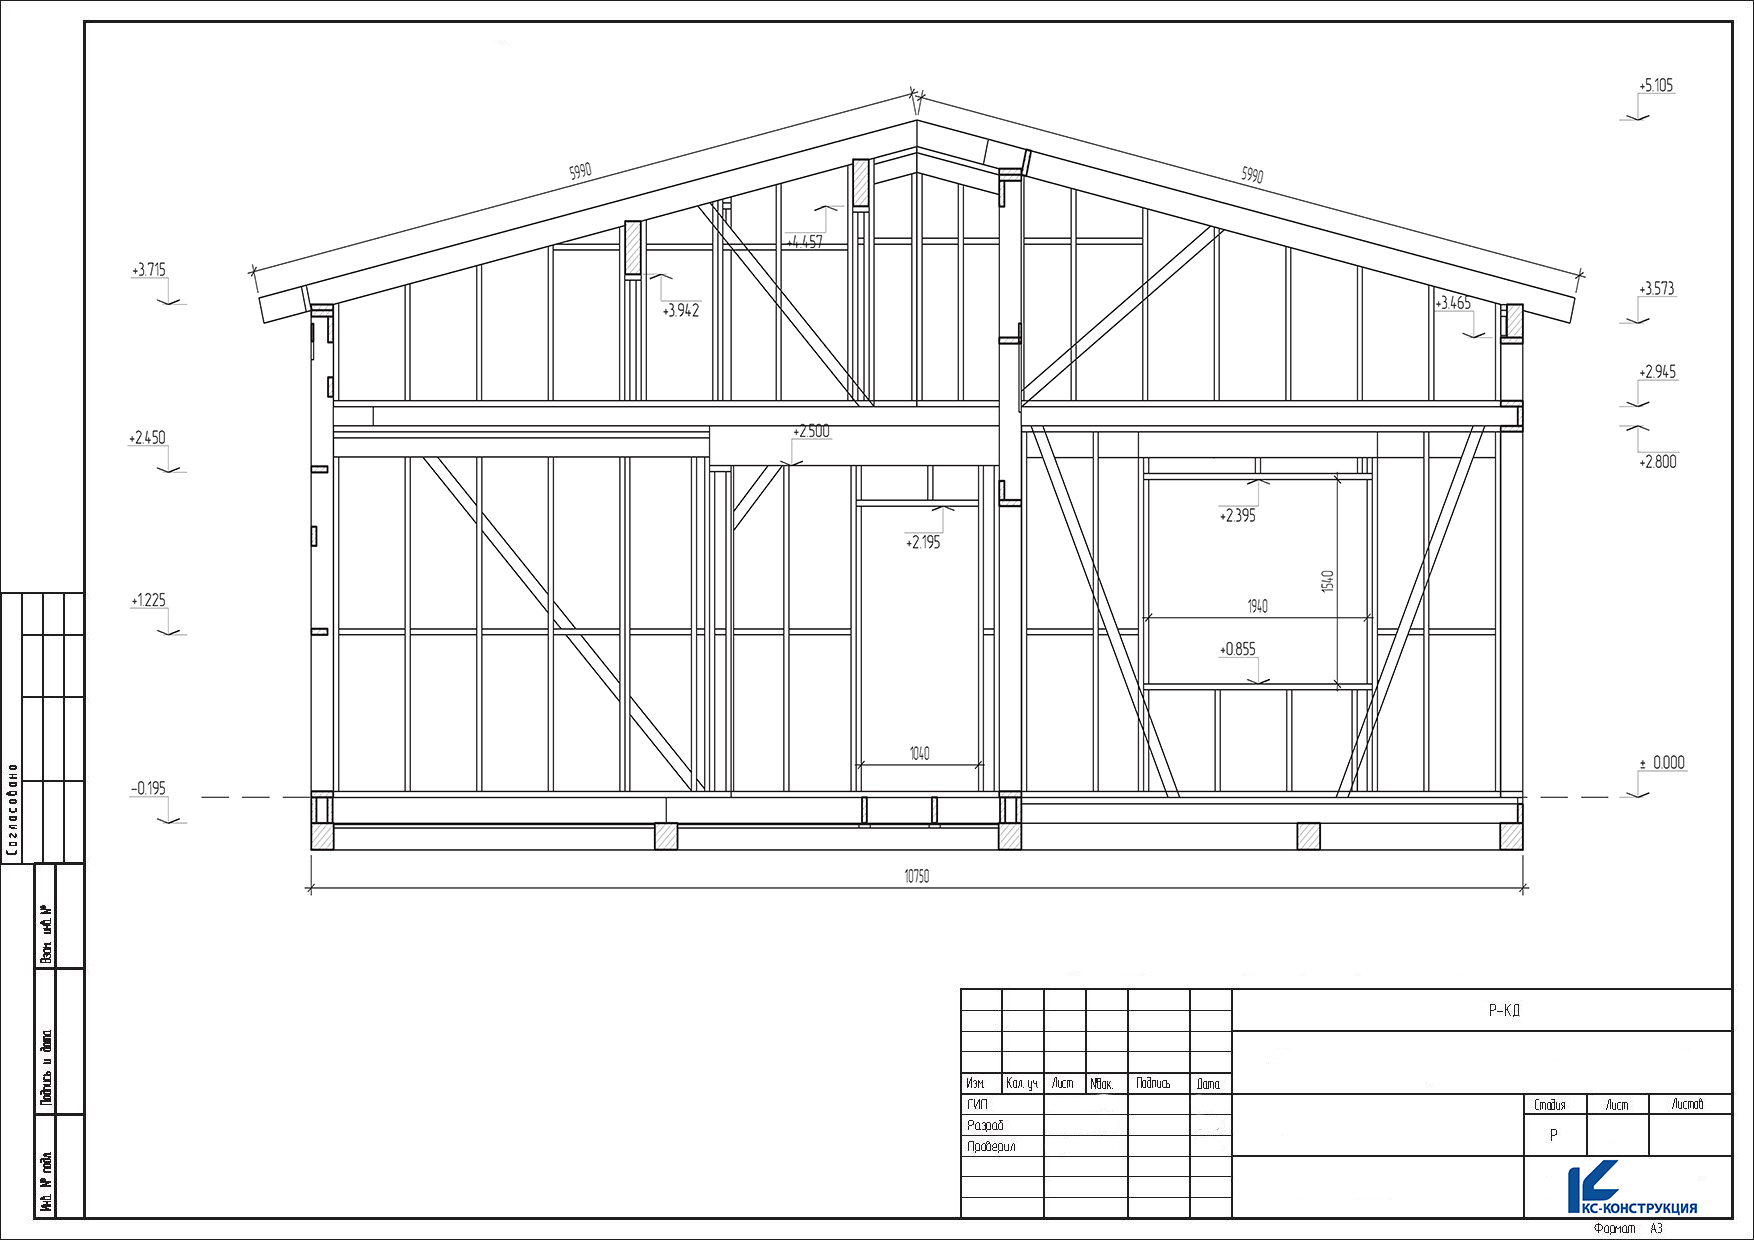 +5.105
5990
5990
+4.457
+3.715
+3.942
+3.573
+3.465
+2.945
+2.450
+2.500
+2.800
+2.395
+2.195
1540
+1.225
1940
+0.855
1040
-0.195
± 0.000
10750
Согласовано
Взам. инв. №
Подпись и дата
Инв. № подл.
Р-КД
Изм. Кол. уч. Лист №док. Подпись Дата
ГИП
Разраб
Проверил
Стадия Лист Листов
Р
КС-КОНСТРУКЦИЯ
Формат А3